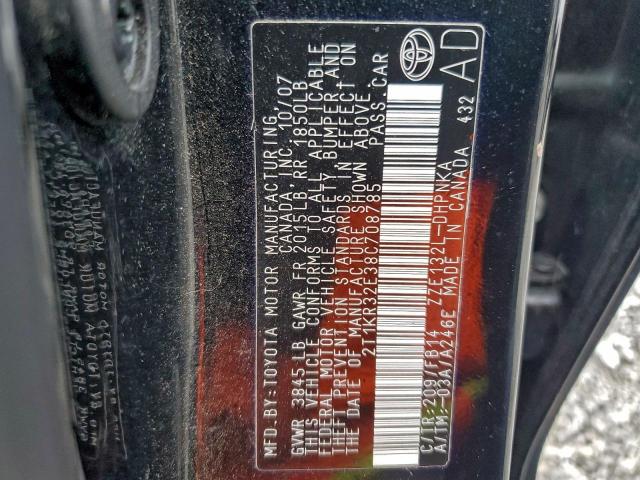 MFD.BY:TOYOTA MOTOR MANUFACTURING
CANADA,INC. 10/07
GVWR 3845LB GAWR FR 2015LB RR 1850LB
THIS VEHICLE CONFORMS TO ALL APPLICABLE
FEDERAL MOTOR VEHICLE SAFETY, BUMPER AND
THEFT PREVENTION STANDARDS IN EFFECT ON
THE DATE OF MANUFACTURE SHOWN ABOVE.
2T1KR32E38C708785 PASS.CAR
C/TR:209/FB14 ZZE132L-DHPNKA
A/TM:-03A/A246E MADE IN CANADA 432
AD